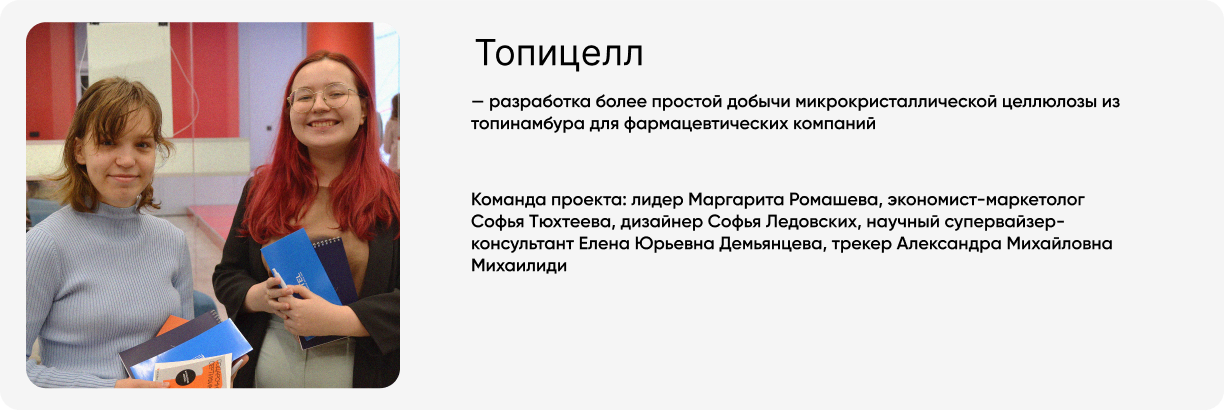 Топицелл
— разработка более простой добычи микрокристаллической целлюлозы из
топинамбура для фармацевтических компаний
Команда проекта: лидер Маргарита Ромашева, экономист-маркетолог
Софья Тюхтеева, дизайнер Софья Ледовских, научный супервайзер-
консультант Елена Юрьевна Демьянцева, трекер Александра Михайловна
Михаилиди